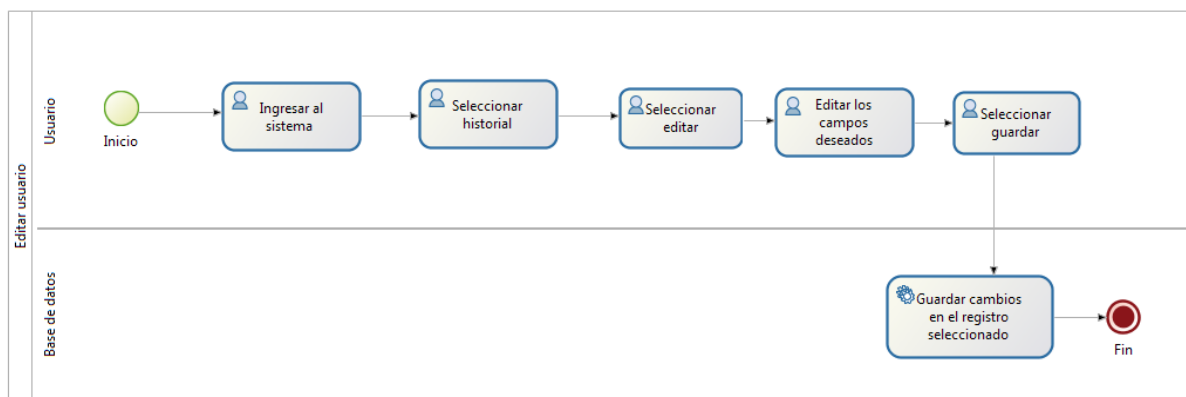 Editar usuario
Usuario
Inicio
Ingresar al
sistema
Seleccionar
historial
Seleccionar
editar
Editar los
campos
deseados
Seleccionar
guardar
Base de datos
Guardar cambios
en el registro
seleccionado
Fin